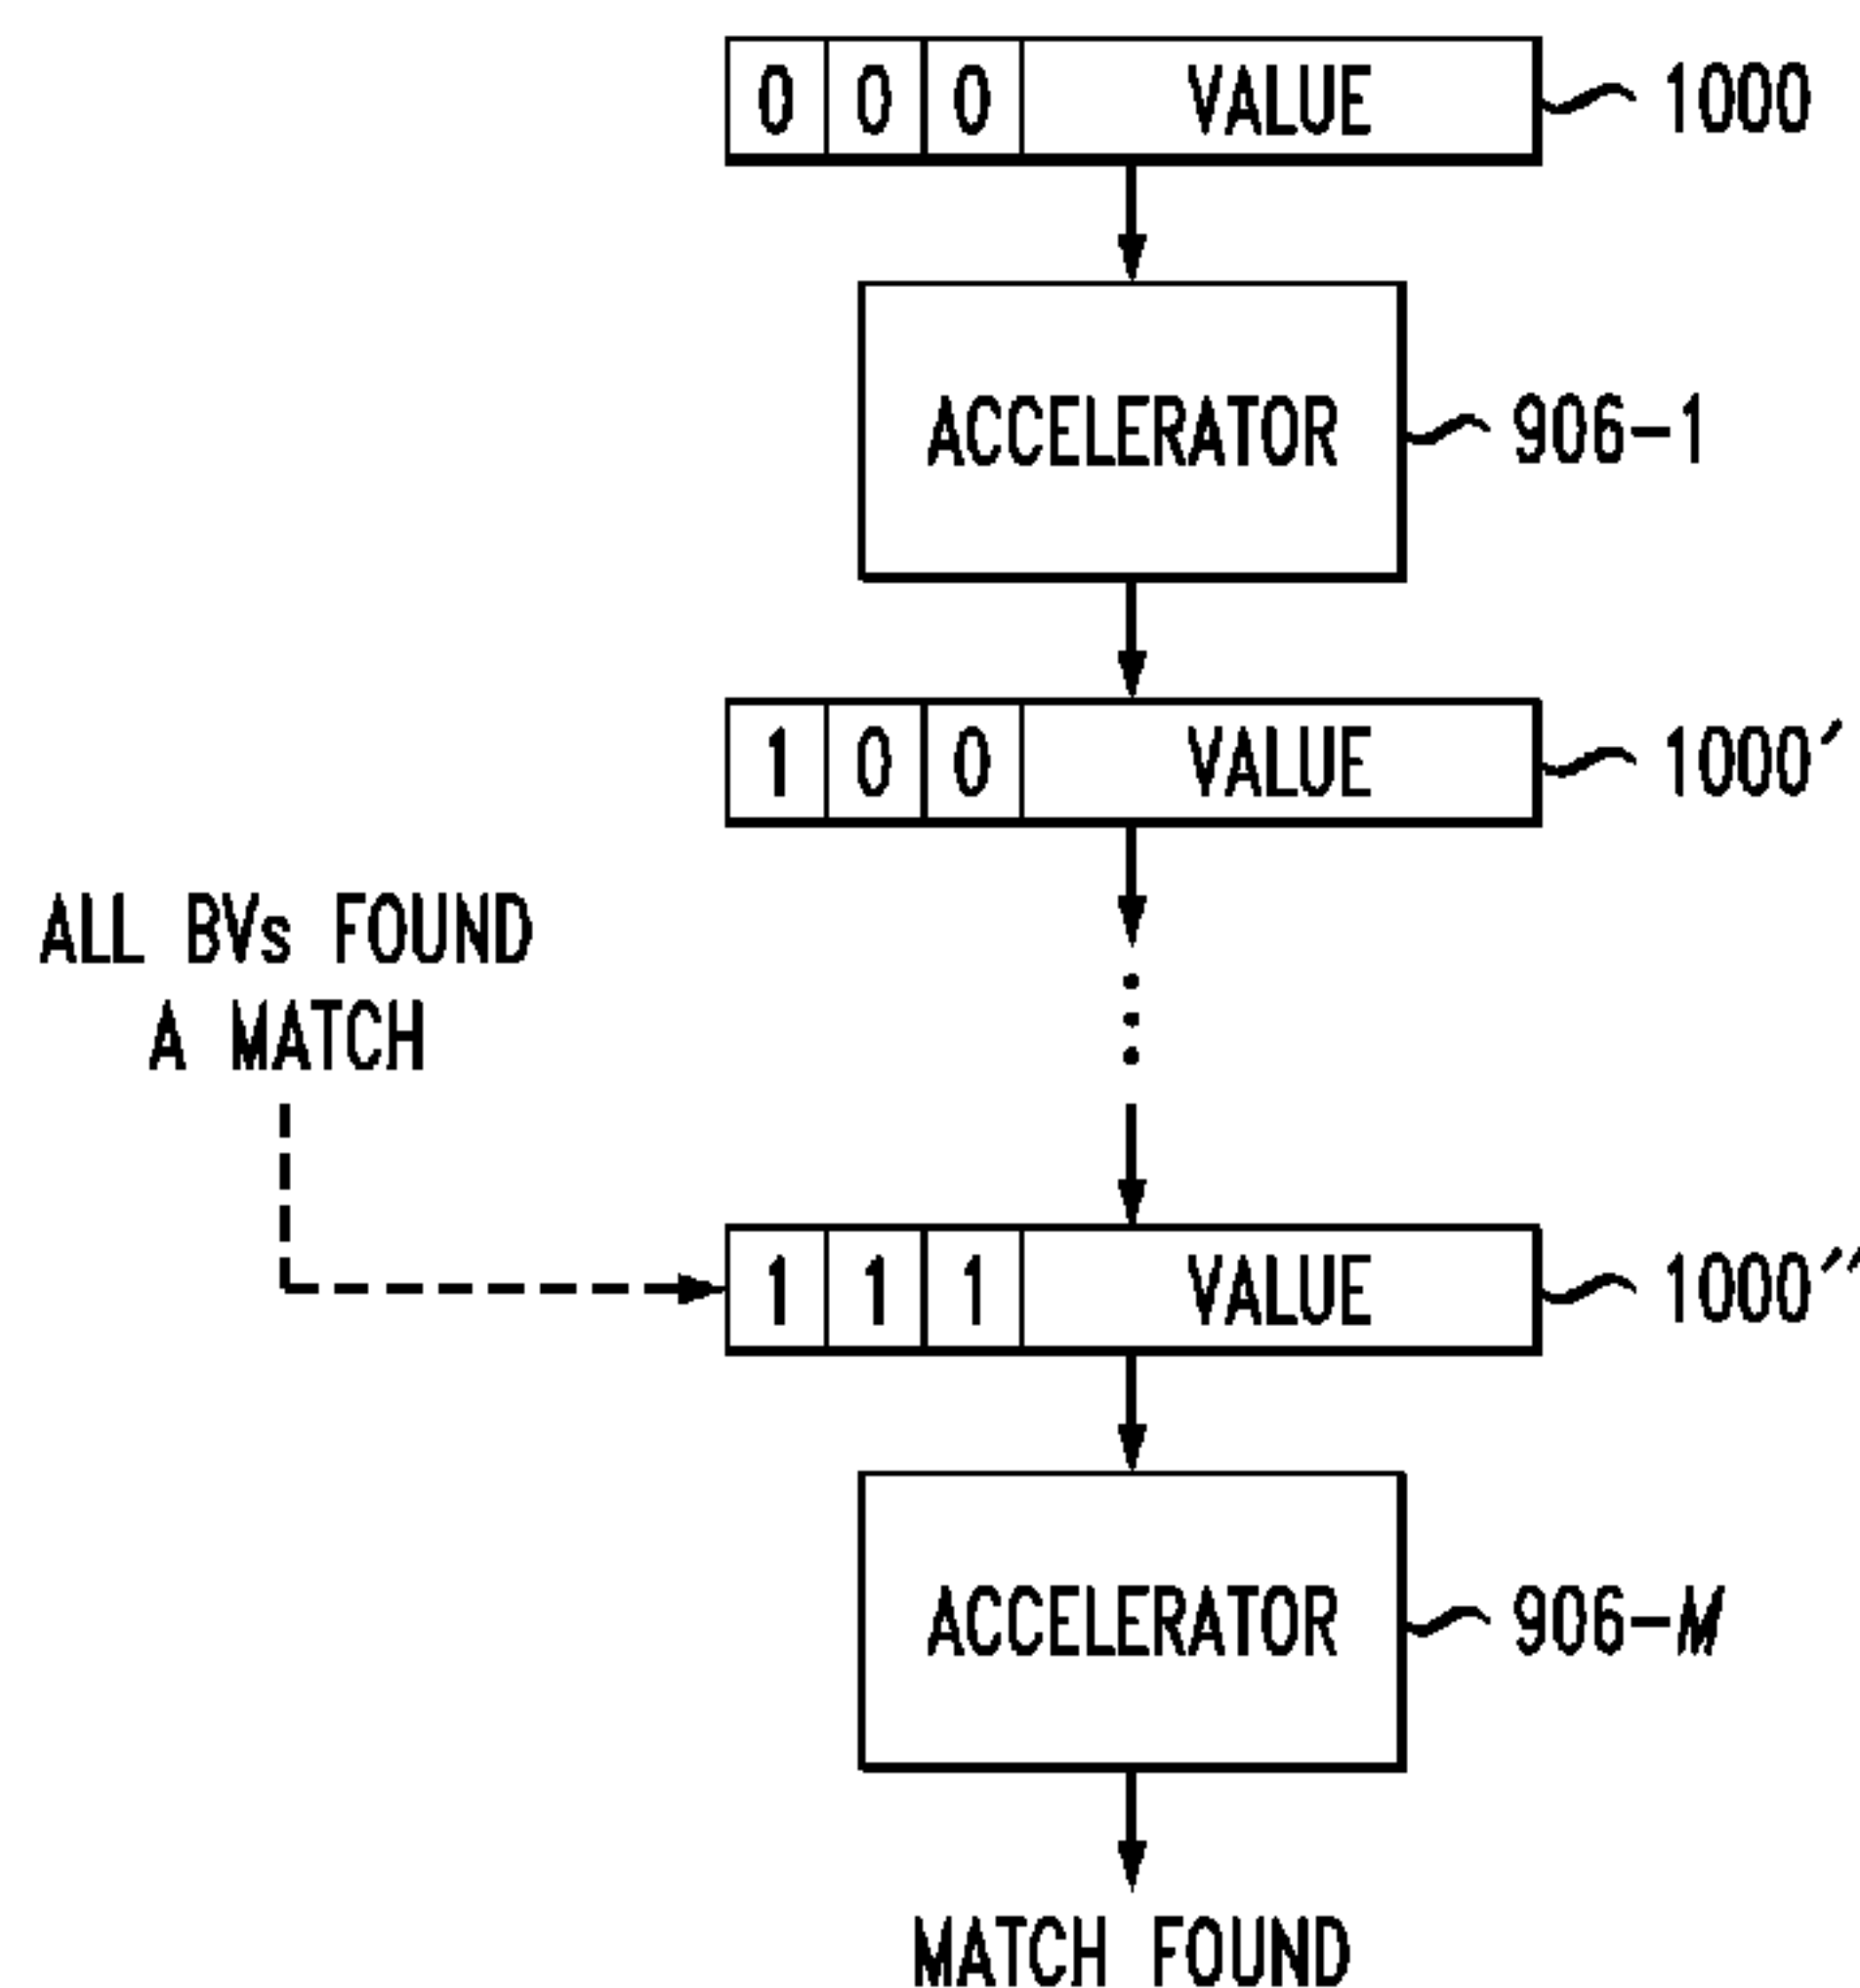 0 0 0 VALUE 1000
ACCELERATOR 906-1
1 0 0 VALUE 1000′
ALL BVs FOUND
A MATCH
1 1 1 VALUE 1000′′
ACCELERATOR 906-M
MATCH FOUND